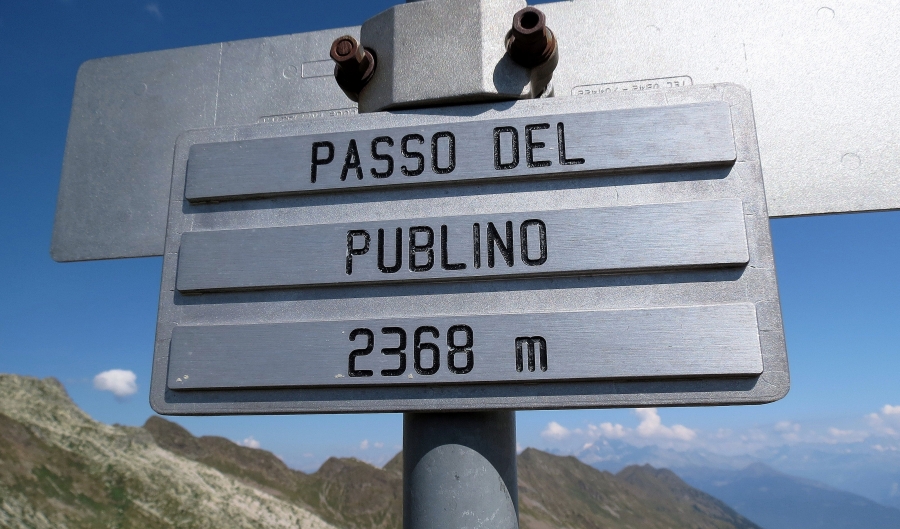 PASSO DEL
PUBLINO
2368 m